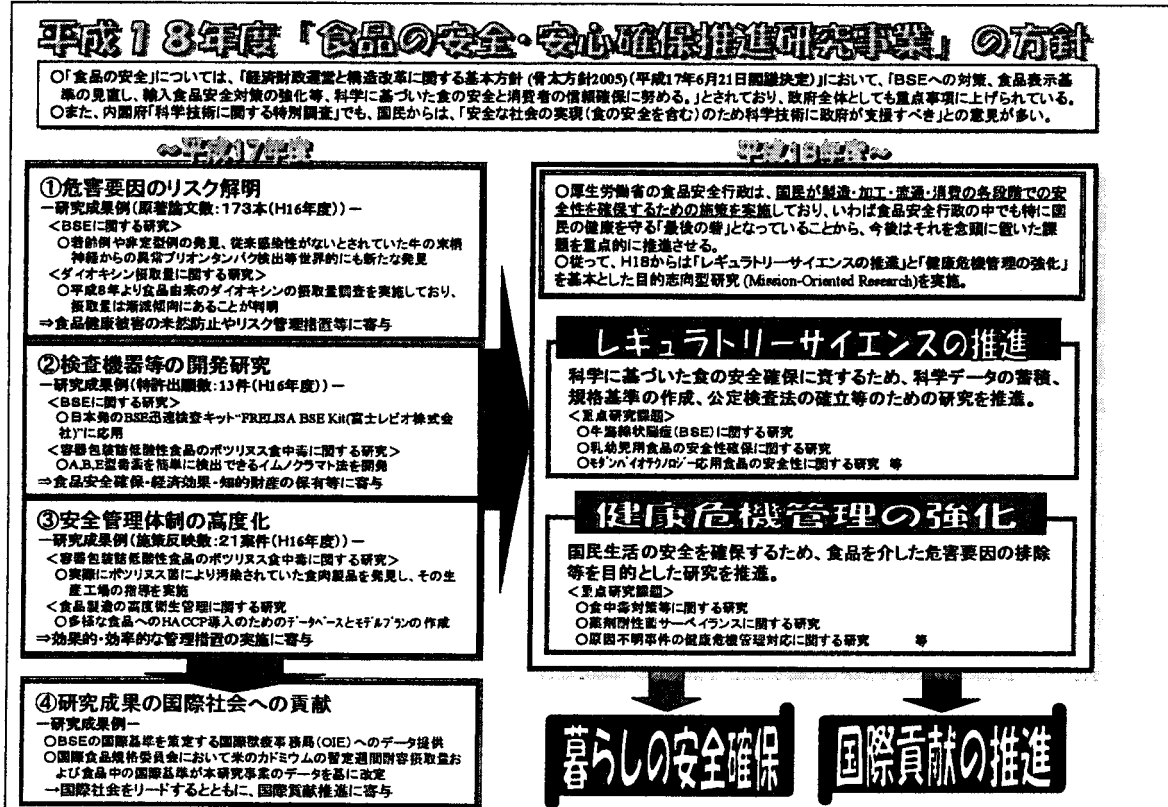 平成18年度「食品の安全・安心確保推進研究事業」の方針
○「食品の安全」については、「経済財政運営と構造改革に関する基本方針(骨太方針2005)(平成17年6月21日閣議決定)」において、「BSEへの対策、食品表示基
準の見直し、輸入食品安全対策の強化等、科学に基づいた食の安全と消費者の信頼確保に努める。」とされており、政府全体としても重点事項に上げられている。
○また、内閣府「科学技術に関する特別調査」でも、国民からは、「安全な社会の実現(食の安全を含む)のため科学技術に政府が支援すべき」との意見が多い。
～平成17年度
①危害要因のリスク解明
ー研究成果例(原著論文数:173本(H16年度))ー
<BSEに関する研究>
○若齢例や非定型例の発見、従来感染性がないとされていた牛の末梢
神経からの異常プリオンタンパク検出等世界的にも新たな発見
<ダイオキシン摂取量に関する研究>
○平成8年より食品由来のダイオキシンの摂取量調査を実施しており、
摂取量は漸減傾向にあることが判明
⇒食品健康被害の未然防止やリスク管理措置等に寄与
②検査機器等の開発研究
ー研究成果例(特許出願数:13件(H16年度))ー
<BSEに関する研究>
○日本発のBSE迅速検査キット"FRELISA BSE Kit(富士レビオ株式会
社)"に応用
<容器包装詰低酸性食品のボツリヌス食中毒に関する研究>
○A,B,E型毒素を簡単に検出できるイムノクラマト法を開発
⇒食品安全確保・経済効果・知的財産の保有等に寄与
③安全管理体制の高度化
ー研究成果例(施策反映数:21案件(H16年度))ー
<容器包装詰低酸性食品のボツリヌス食中毒に関する研究>
○実際にボツリヌス菌により汚染されていた食肉製品を発見し、その生
産工場の指導を実施
<食品製造の高度衛生管理に関する研究
○多様な食品へのHACCP導入のためのデータベースとモデルプランの作成
⇒効果的・効率的な管理措置の実施に寄与
④研究成果の国際社会への貢献
ー研究成果例ー
○BSEの国際基準を策定する国際獣疫事務局(OIE)へのデータ提供
○国際食品規格委員会において米のカドミウムの暫定週間耐容摂取量お
よび食品中の国際基準が本研究事業のデータを基に改定
→国際社会をリードするとともに、国際貢献推進に寄与
平成18年度～
○厚生労働省の食品安全行政は、国民が製造・加工・流通・消費の各段階での安
全性を確保するための施策を実施しており、いわば食品安全行政の中でも特に国
民の健康を守る「最後の砦」となっていることから、今後はそれを念頭に置いた課
題を重点的に推進させる。
○従って、H18からは「レギュラトリーサイエンスの推進」と「健康危機管理の強化」
を基本とした目的志向型研究(Mission-Oriented Research)を実施。
レギュラトリーサイエンスの推進
科学に基づいた食の安全確保に資するため、科学データの蓄積、
規格基準の作成、公定検査法の確立等のための研究を推進。
<重点研究課題>
○牛海綿状脳症(BSE)に関する研究
○乳幼児用食品の安全性確保に関する研究
○モダンバイオテクノロジー応用食品の安全性に関する研究 等
健康危機管理の強化
国民生活の安全を確保するため、食品を介した危害要因の排除
等を目的とした研究を推進。
<重点研究課題>
○食中毒対策等に関する研究
○薬剤耐性菌サーベイランスに関する研究
○原因不明事件の健康危機管理対応に関する研究 等
暮らしの安全確保
国際貢献の推進